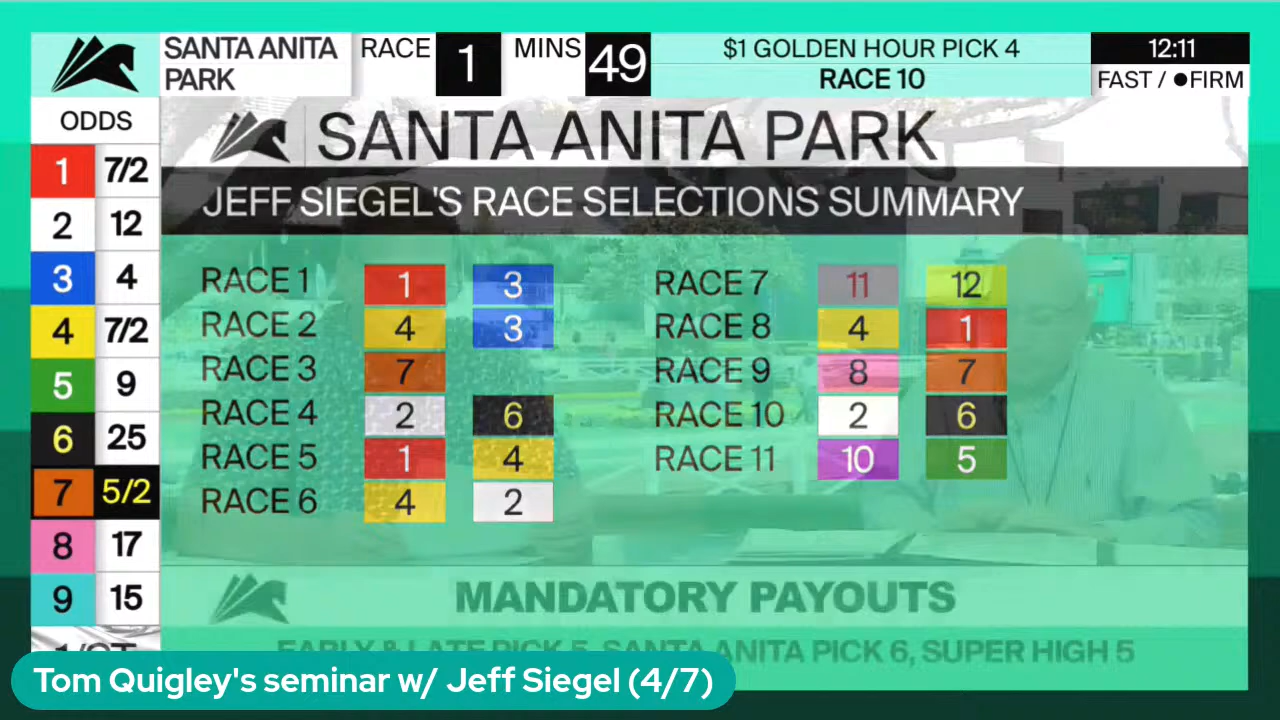 SANTA ANITA PARK RACE 1 MINS 49 $1 GOLDEN HOUR PICK 4 RACE 10 12:11 FAST / ●FIRM
ODDS
1 7/2
2 12
3 4
4 7/2
5 9
6 25
7 5/2
8 17
9 15
SANTA ANITA PARK
JEFF SIEGEL'S RACE SELECTIONS SUMMARY
RACE 1 1 3
RACE 2 4 3
RACE 3 7
RACE 4 2 6
RACE 5 1 4
RACE 6 4 2
RACE 7 11 12
RACE 8 4 1
RACE 9 8 7
RACE 10 2 6
RACE 11 10 5
MANDATORY PAYOUTS
EARLY & LATE PICK 5, SANTA ANITA PICK 6, SUPER HIGH 5
Tom Quigley's seminar w/ Jeff Siegel (4/7)